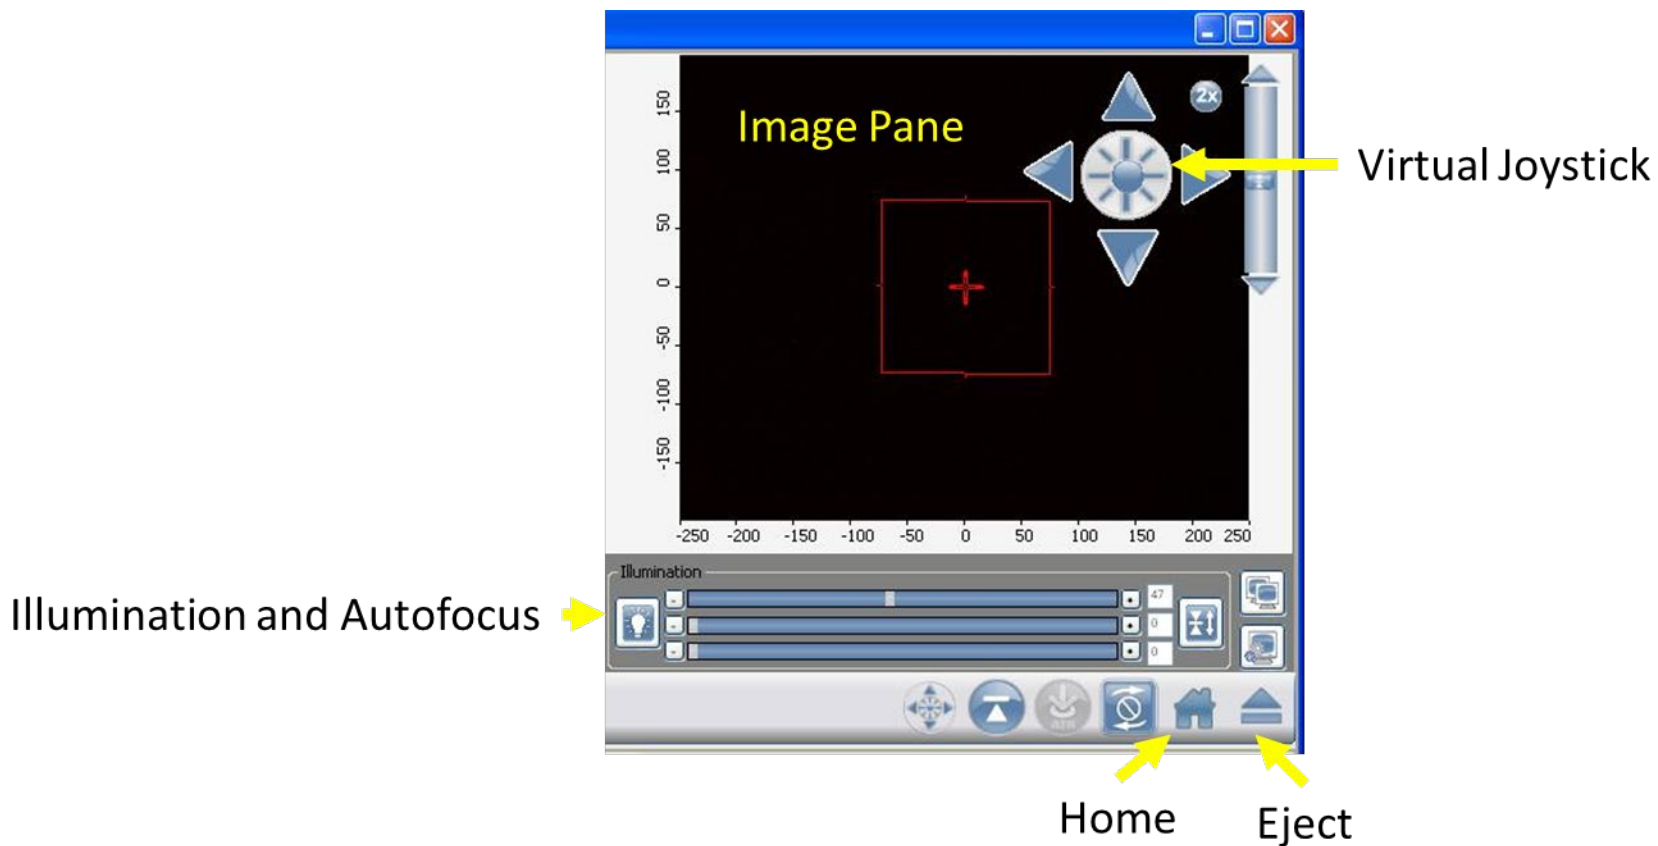 Image Pane
2x
Virtual Joystick
150
100
50
0
-50
-100
-150
-250 -200 -150 -100 -50 0 50 100 150 200 250
Illumination
Illumination and Autofocus
- + 47
- + 0
- + 0
ATR
Home
Eject